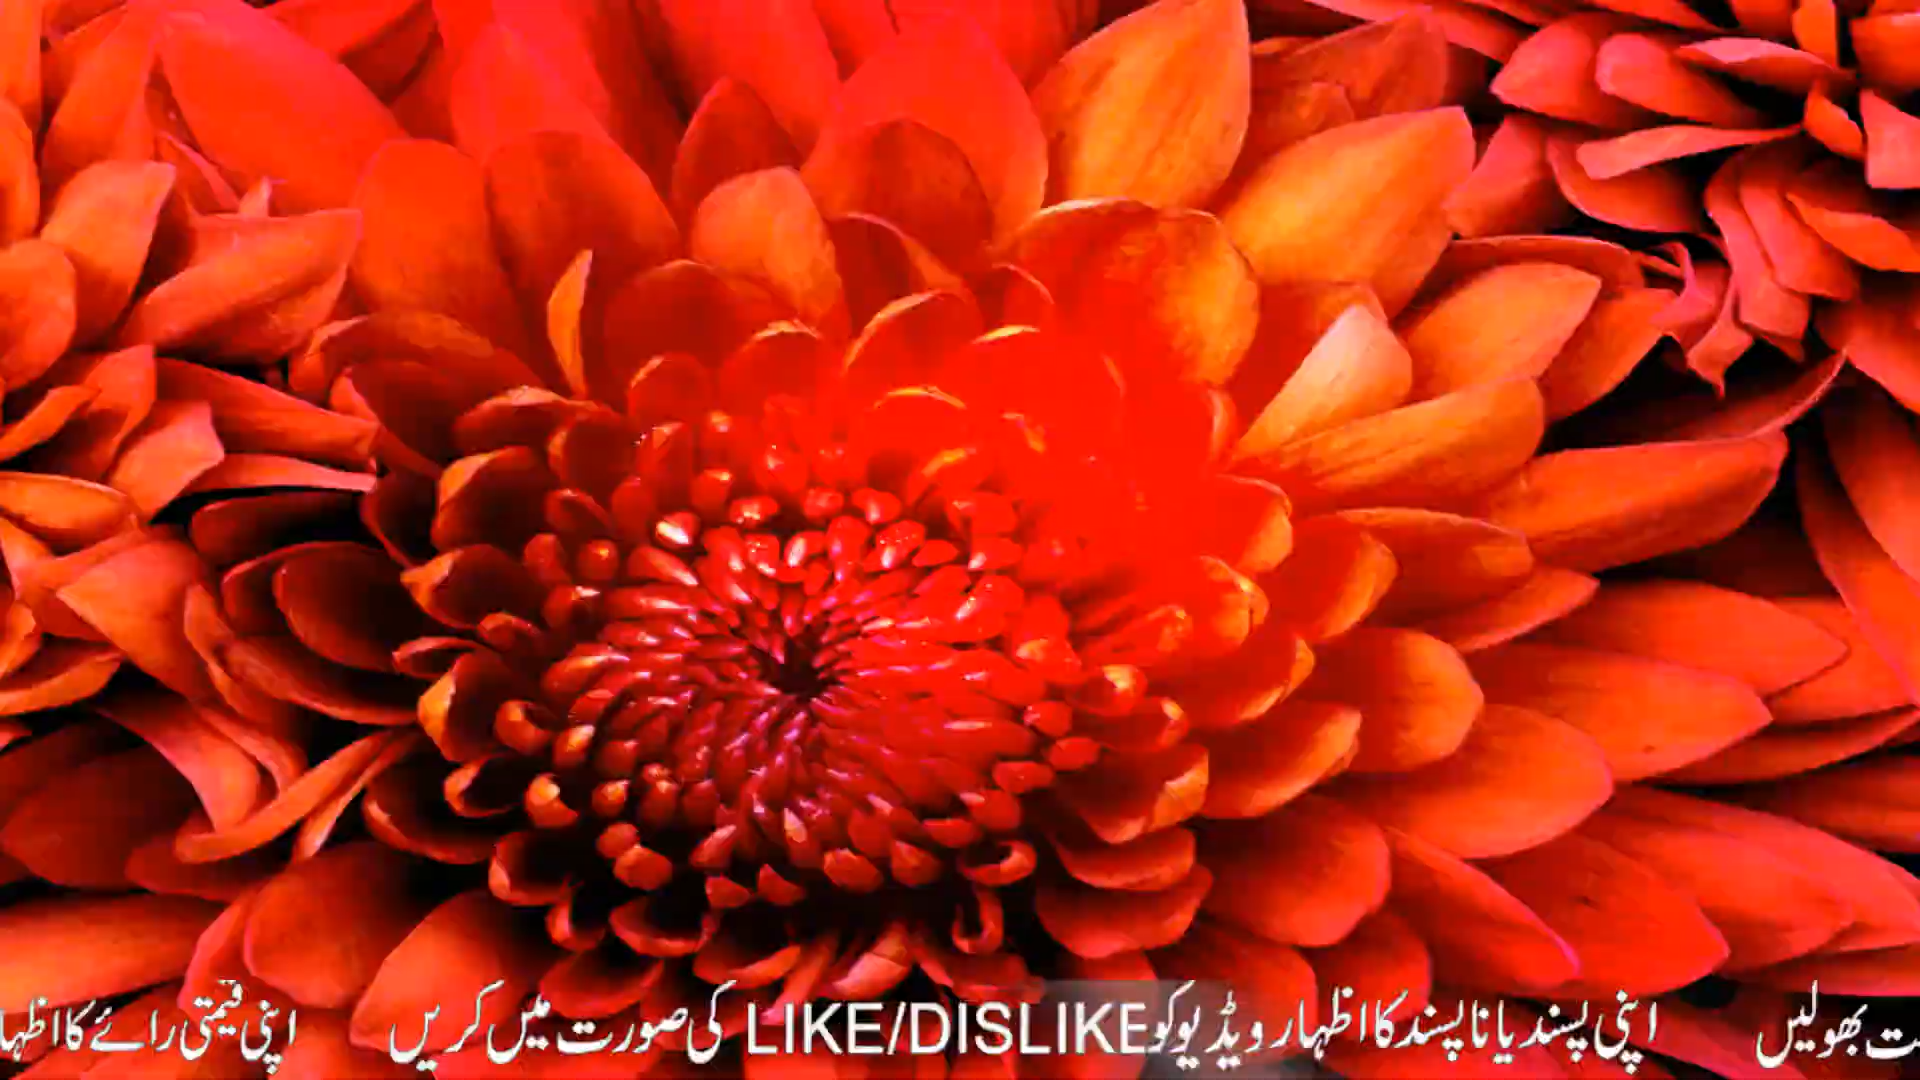 ت بھولیں اپنی پسند یا ناپسند کا اظہار ویڈیو کو LIKE/DISLIKE کی صورت میں کریں اپنی قیمتی رائے کا اظہا